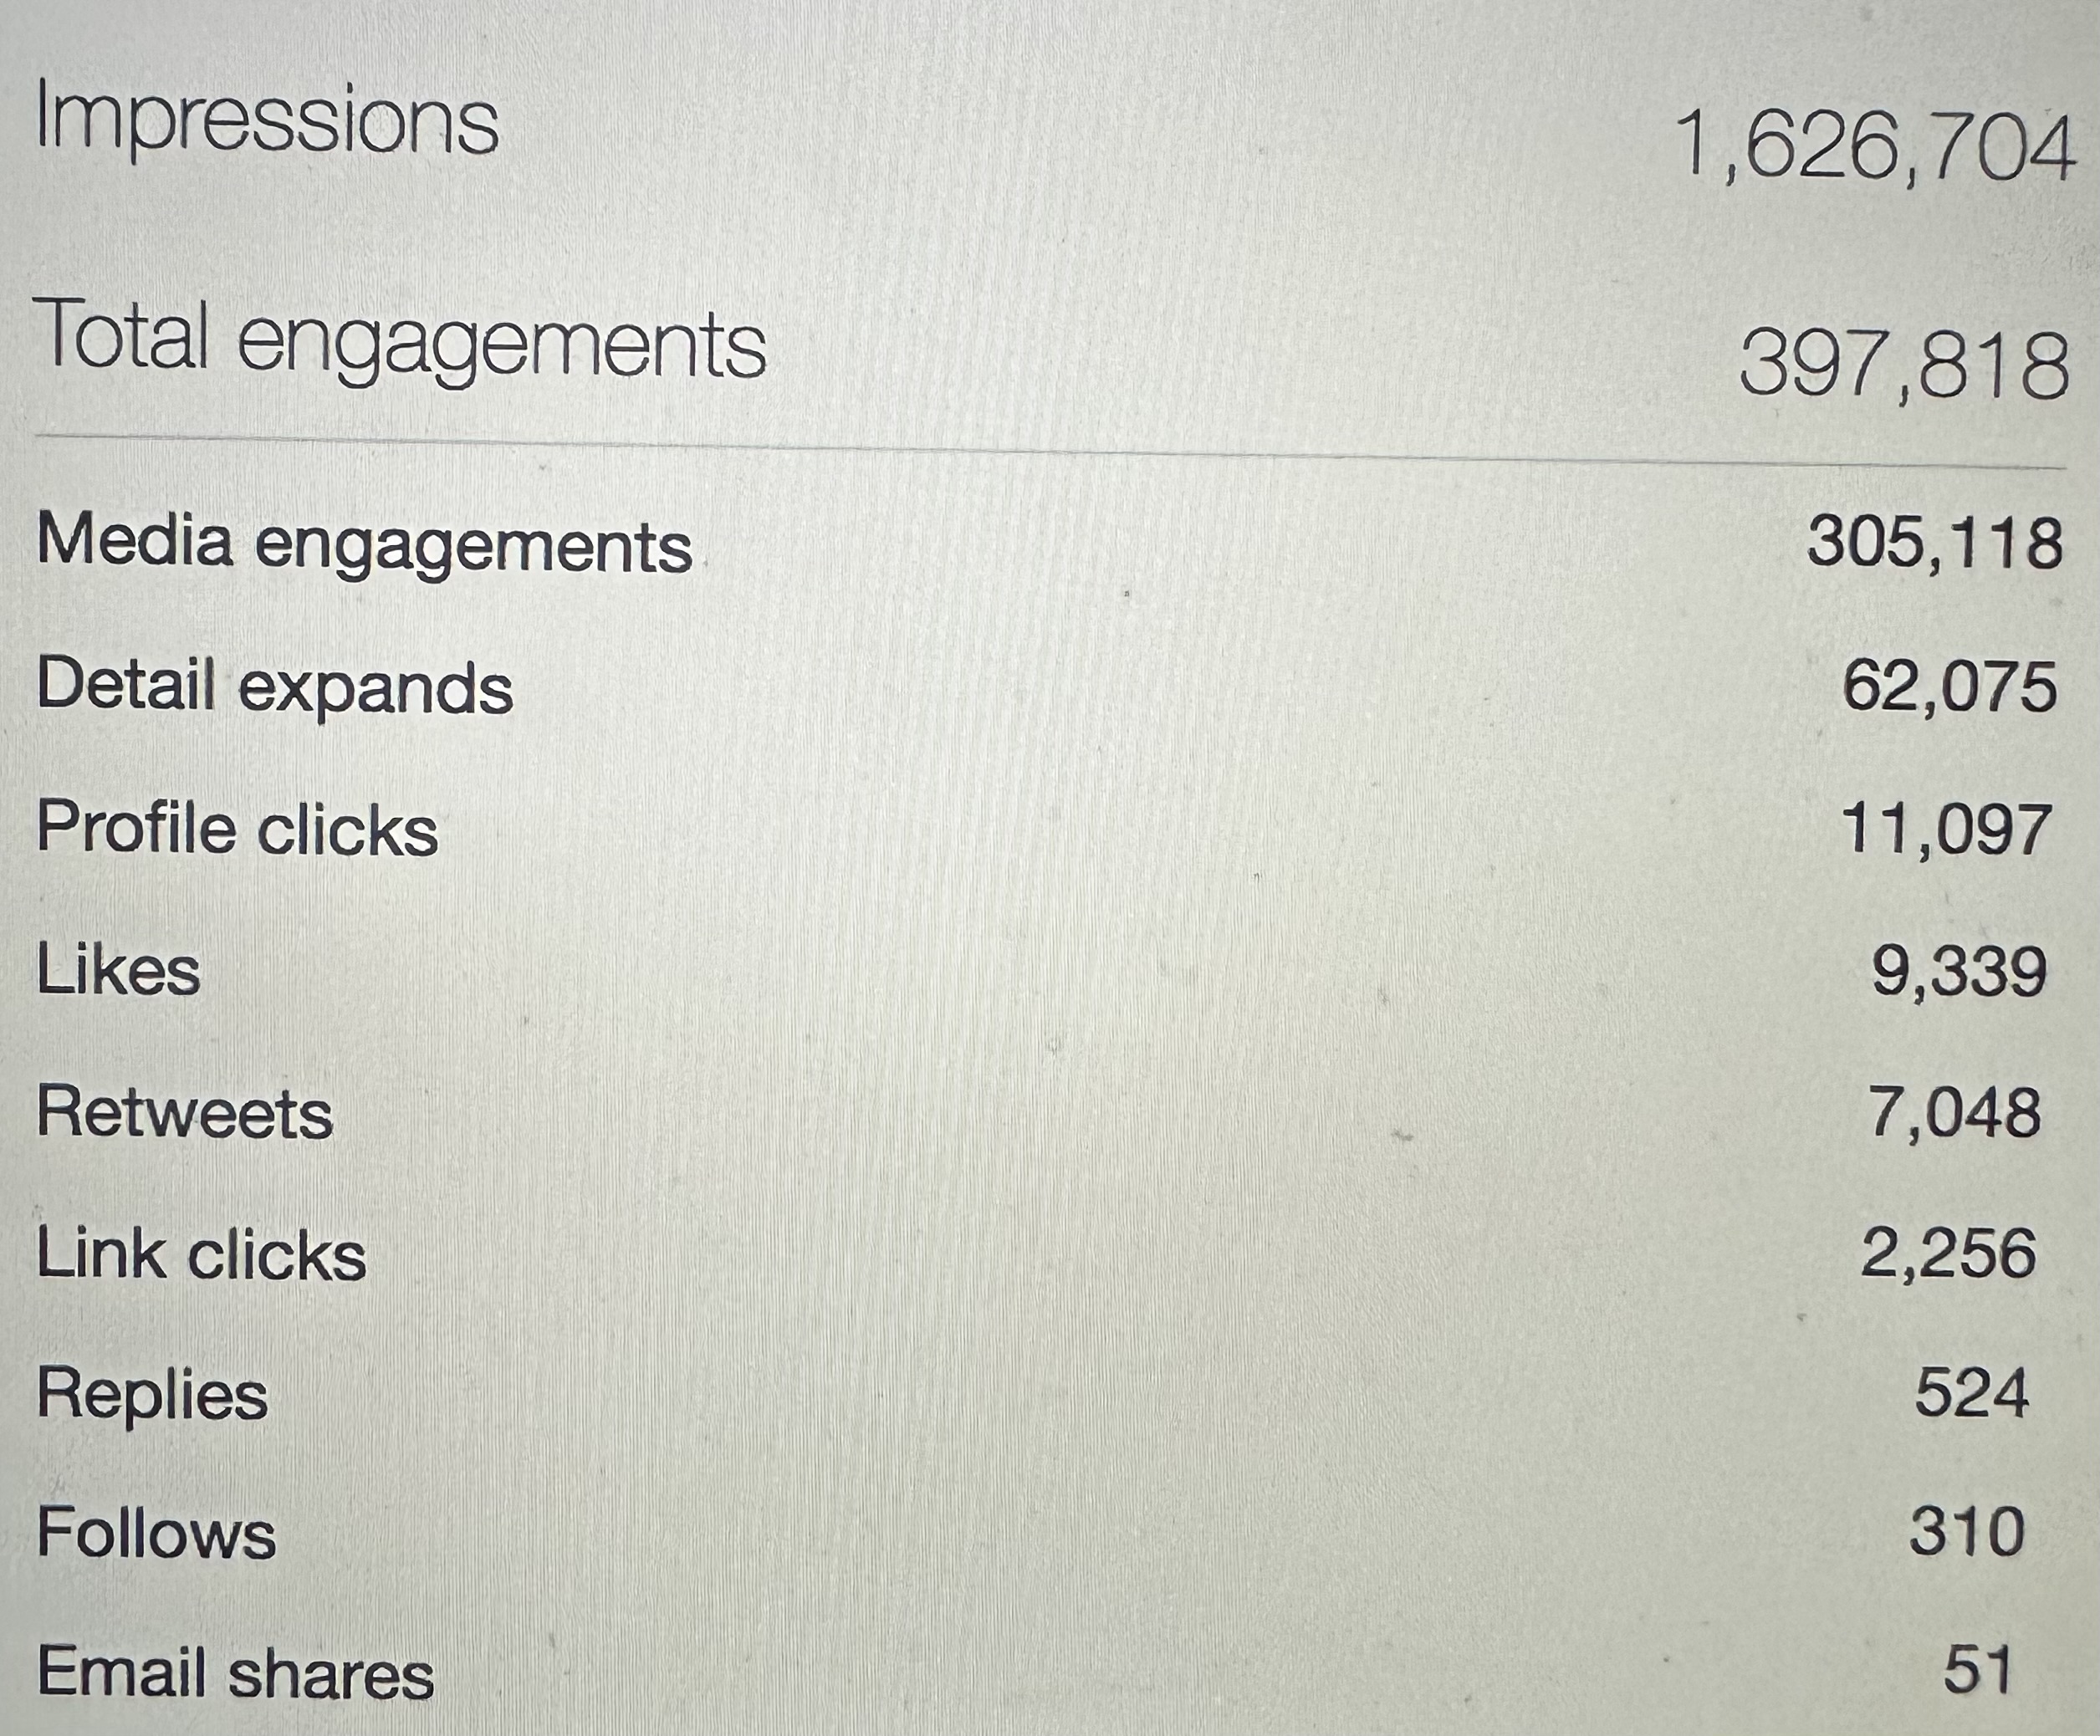 Impressions 1,626,704
Total engagements 397,818
Media engagements 305,118
Detail expands 62,075
Profile clicks 11,097
Likes 9,339
Retweets 7,048
Link clicks 2,256
Replies 524
Follows 310
Email shares 51